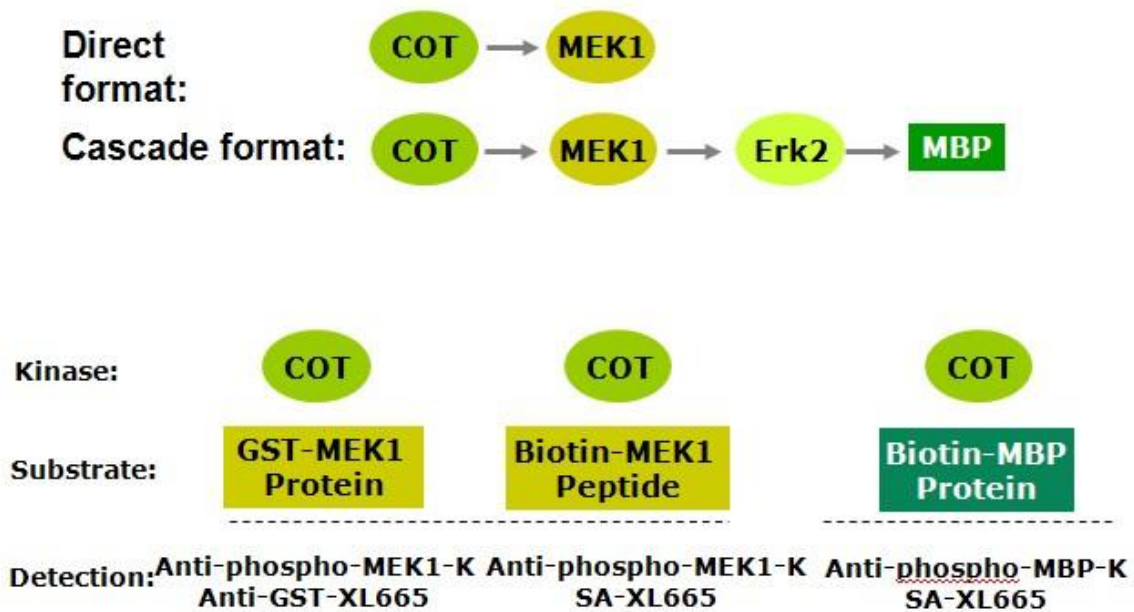 Direct
format:
COT MEK1
Cascade format: COT MEK1 Erk2 MBP
Kinase: COT COT COT
Substrate: GST-MEK1 Biotin-MEK1 Biotin-MBP
Protein Peptide Protein
Detection: Anti-phospho-MEK1-K Anti-phospho-MEK1-K Anti-phospho-MBP-K
Anti-GST-XL665 SA-XL665 SA-XL665